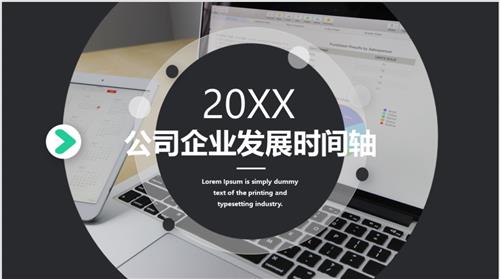 20XX
公司企业发展时间轴
Lorem Ipsum is simply dummy
text of the printing and
typesetting industry.